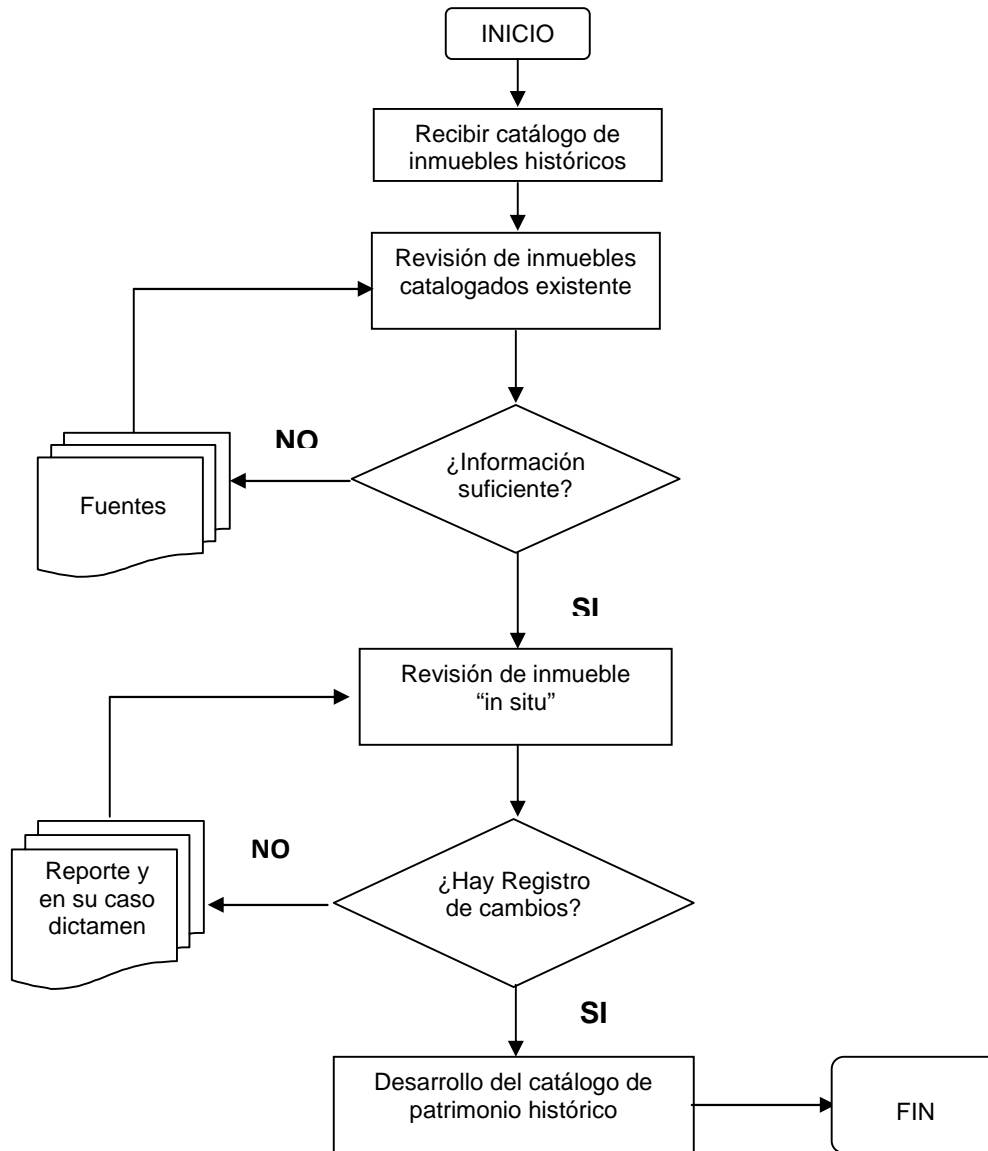 INICIO
Recibir catálogo de
inmuebles históricos
Revisión de inmuebles
catalogados existente
NO
¿Información
suficiente?
Fuentes
SI
Revisión de inmueble
“in situ”
NO
¿Hay Registro
de cambios?
Reporte y
en su caso
dictamen
SI
Desarrollo del catálogo de
patrimonio histórico
FIN